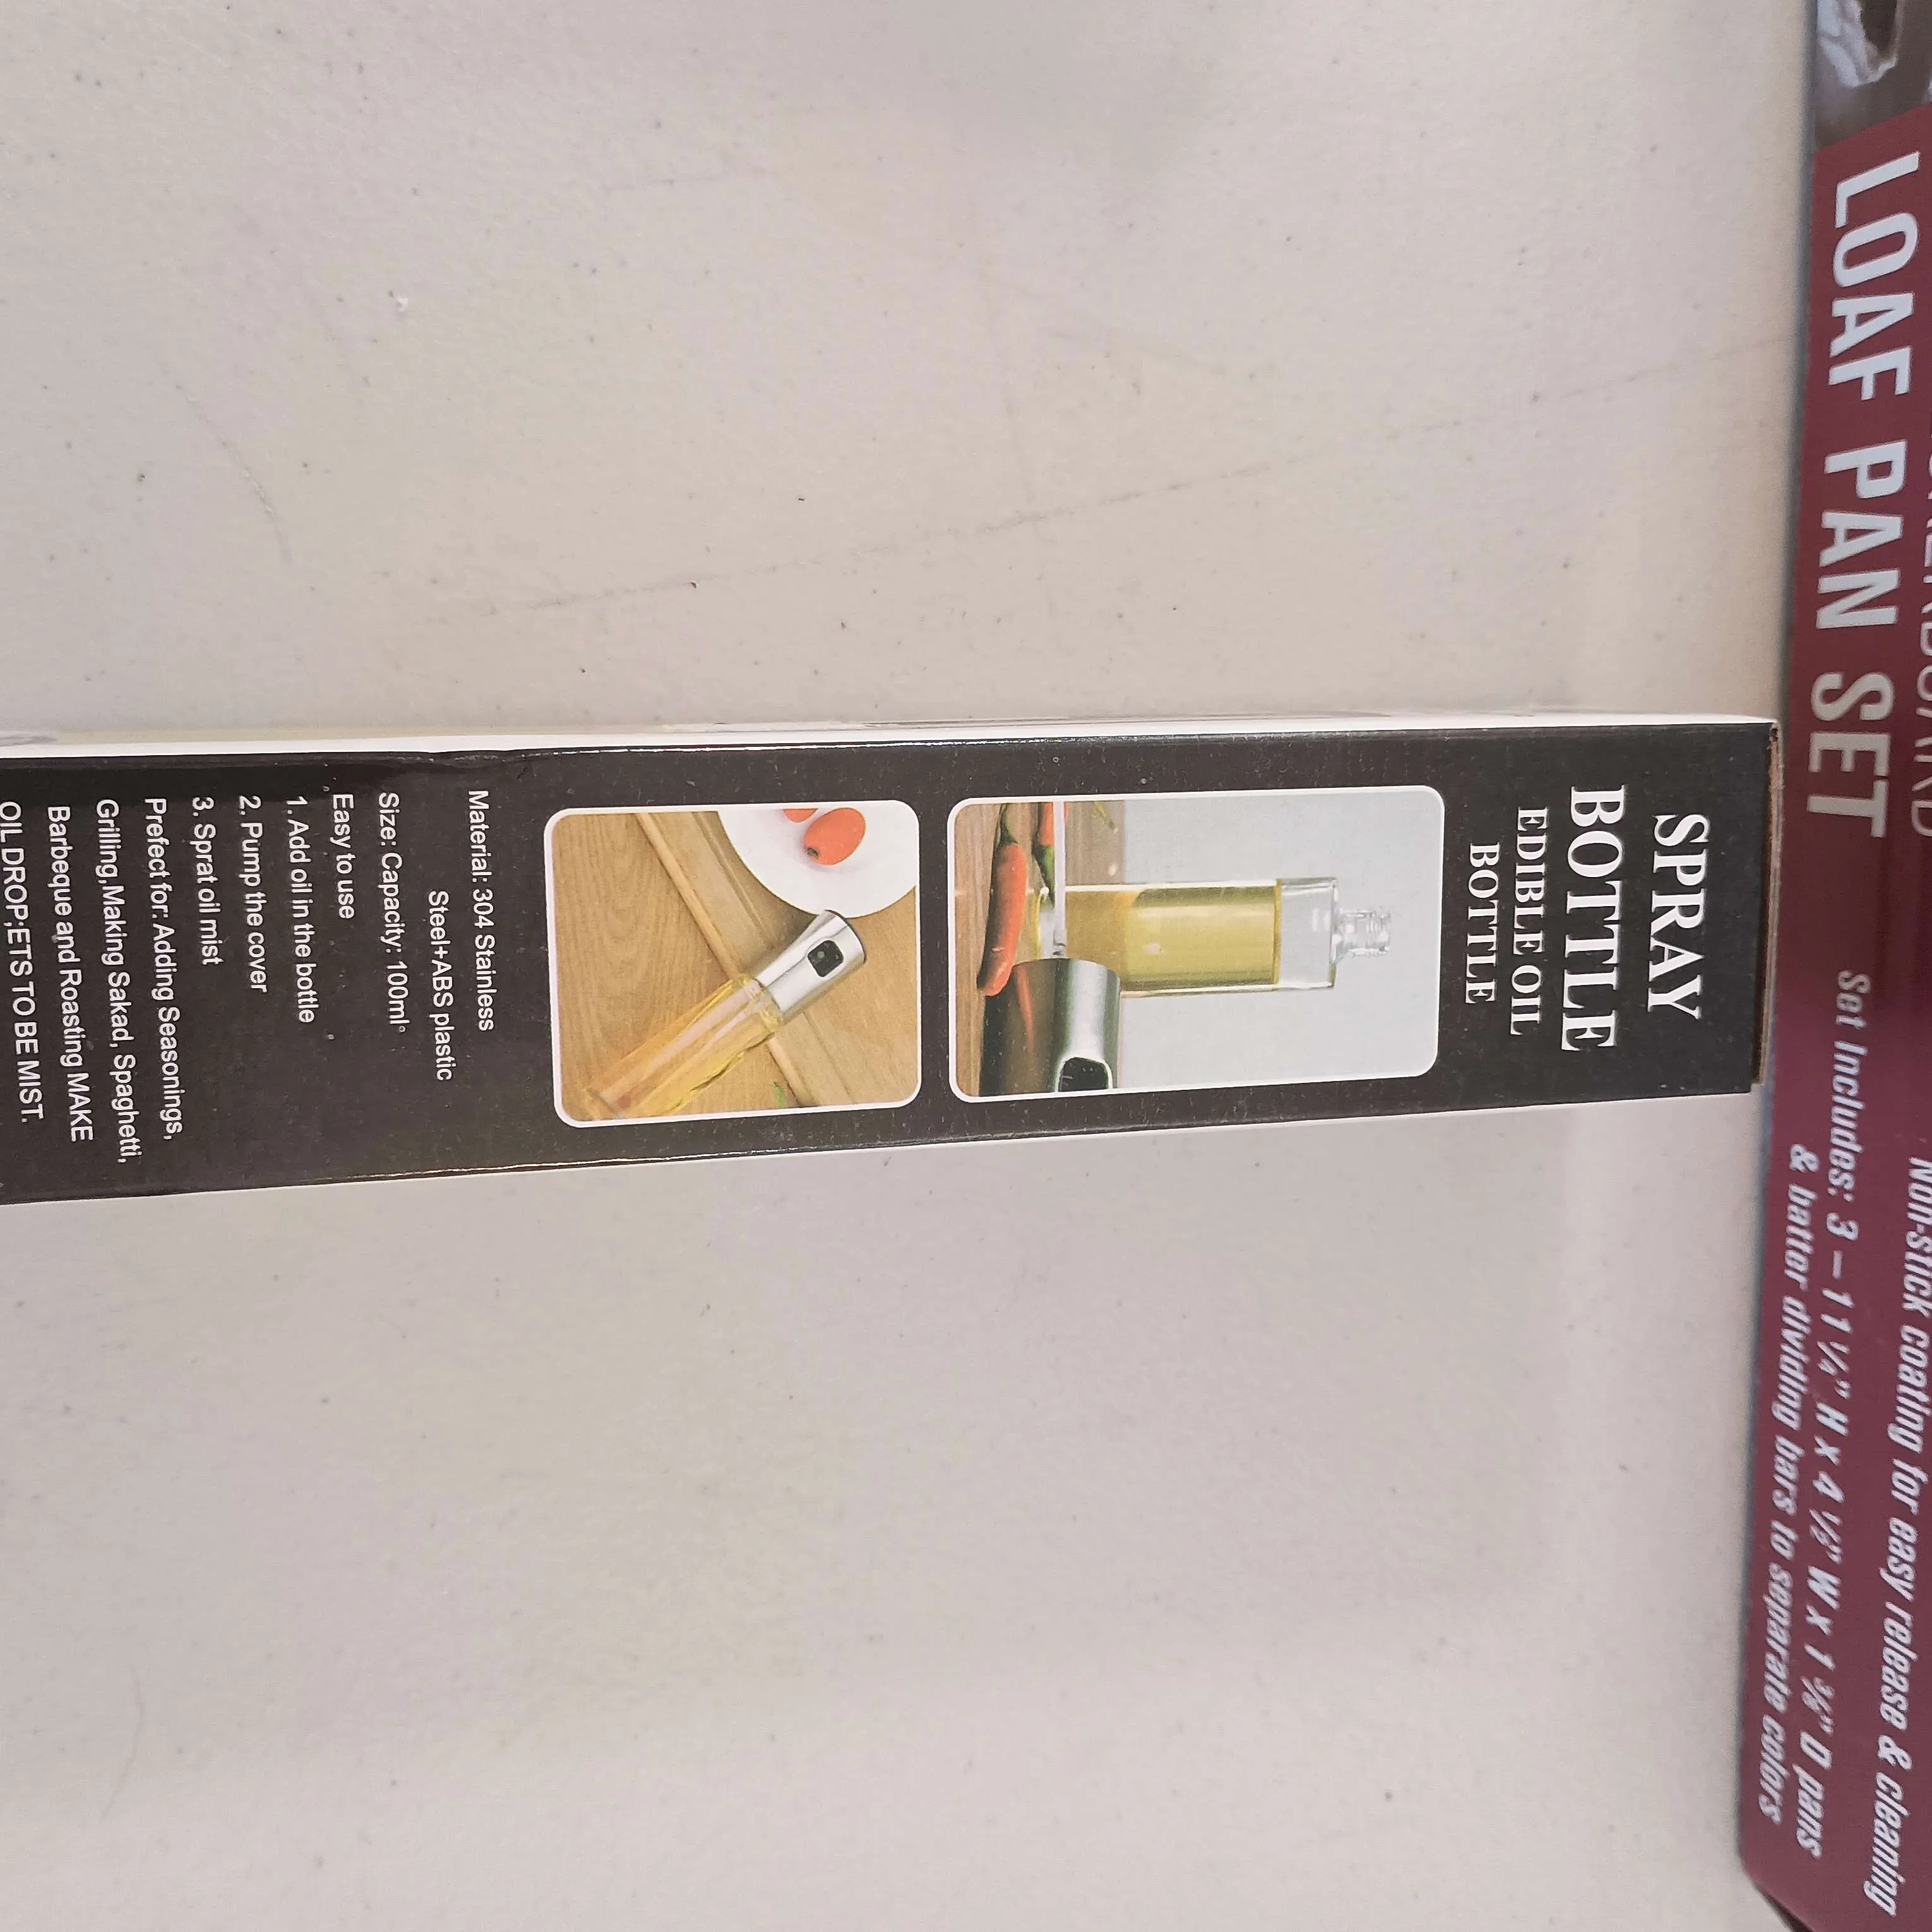 SPRAY
BOTTLE
EDIBLE OIL
BOTTLE
Material: 304 Stainless
Steel+ABS plastic
Size: Capacity: 100ml°
Easy to use
1. Add oil in the bottle
2. Pump the cover
3. Sprat oil mist
Prefect for: Adding Seasonings,
Grilling,Making Sakad, Spaghetti,
Barbeque and Roasting MAKE
OIL DROP;ETS TO BE MIST.
LOAF PAN SET
Non-stick coating for easy release & cleaning
Set Includes: 3 – 11 ¼" H x 4 ½" W x 1 ⅜" D pans
& batter dividing bars to separate colors